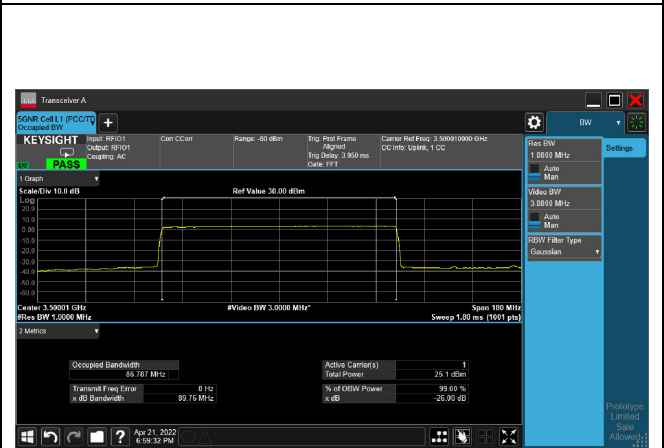 Transceiver A
5GNR Cell L1 (PCC/TD
Occupied BW
BW
KEYSIGHT
PASS
Input: RFIO1
Output: RFIO1
Coupling: AC
Corr CCorr
Range: -60 dBm
Trig: Prot Frame
Aligned
Trig Delay: 3.950 ms
Gate: FFT
Carrier Ref Freq: 3.500010000 GHz
CC Info: Uplink, 1 CC
Res BW
1.0000 MHz
Auto
Man
Settings
Video BW
3.0000 MHz
Auto
Man
RBW Filter Type
Gaussian
1 Graph
Scale/Div 10.0 dB
Ref Value 30.00 dBm
Log
20.0
10.0
0.00
-10.0
-20.0
-30.0
-40.0
-50.0
-60.0
Center 3.50001 GHz
#Video BW 3.0000 MHz*
Span 180 MHz
#Res BW 1.0000 MHz
Sweep 1.80 ms (1001 pts)
2 Metrics
Occupied Bandwidth
86.787 MHz
Active Carrier(s) 1
Total Power 25.1 dBm
Transmit Freq Error 0 Hz
x dB Bandwidth 89.76 MHz
% of OBW Power 99.00 %
x dB -26.00 dB
Prototype
Limited
Sale
Allowed
Apr 21, 2022
6:59:32 PM